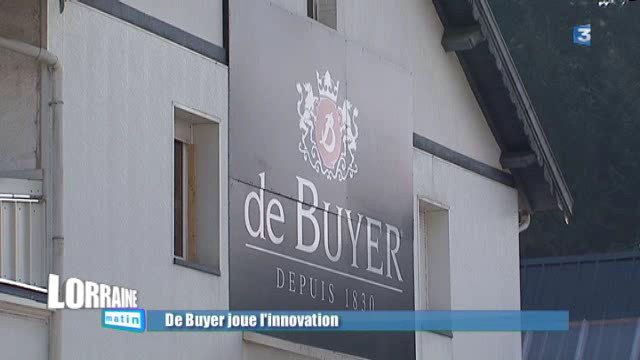 3
B
de BUYER
DEPUIS 1830
LORRAINE
matin
De Buyer joue l'innovation